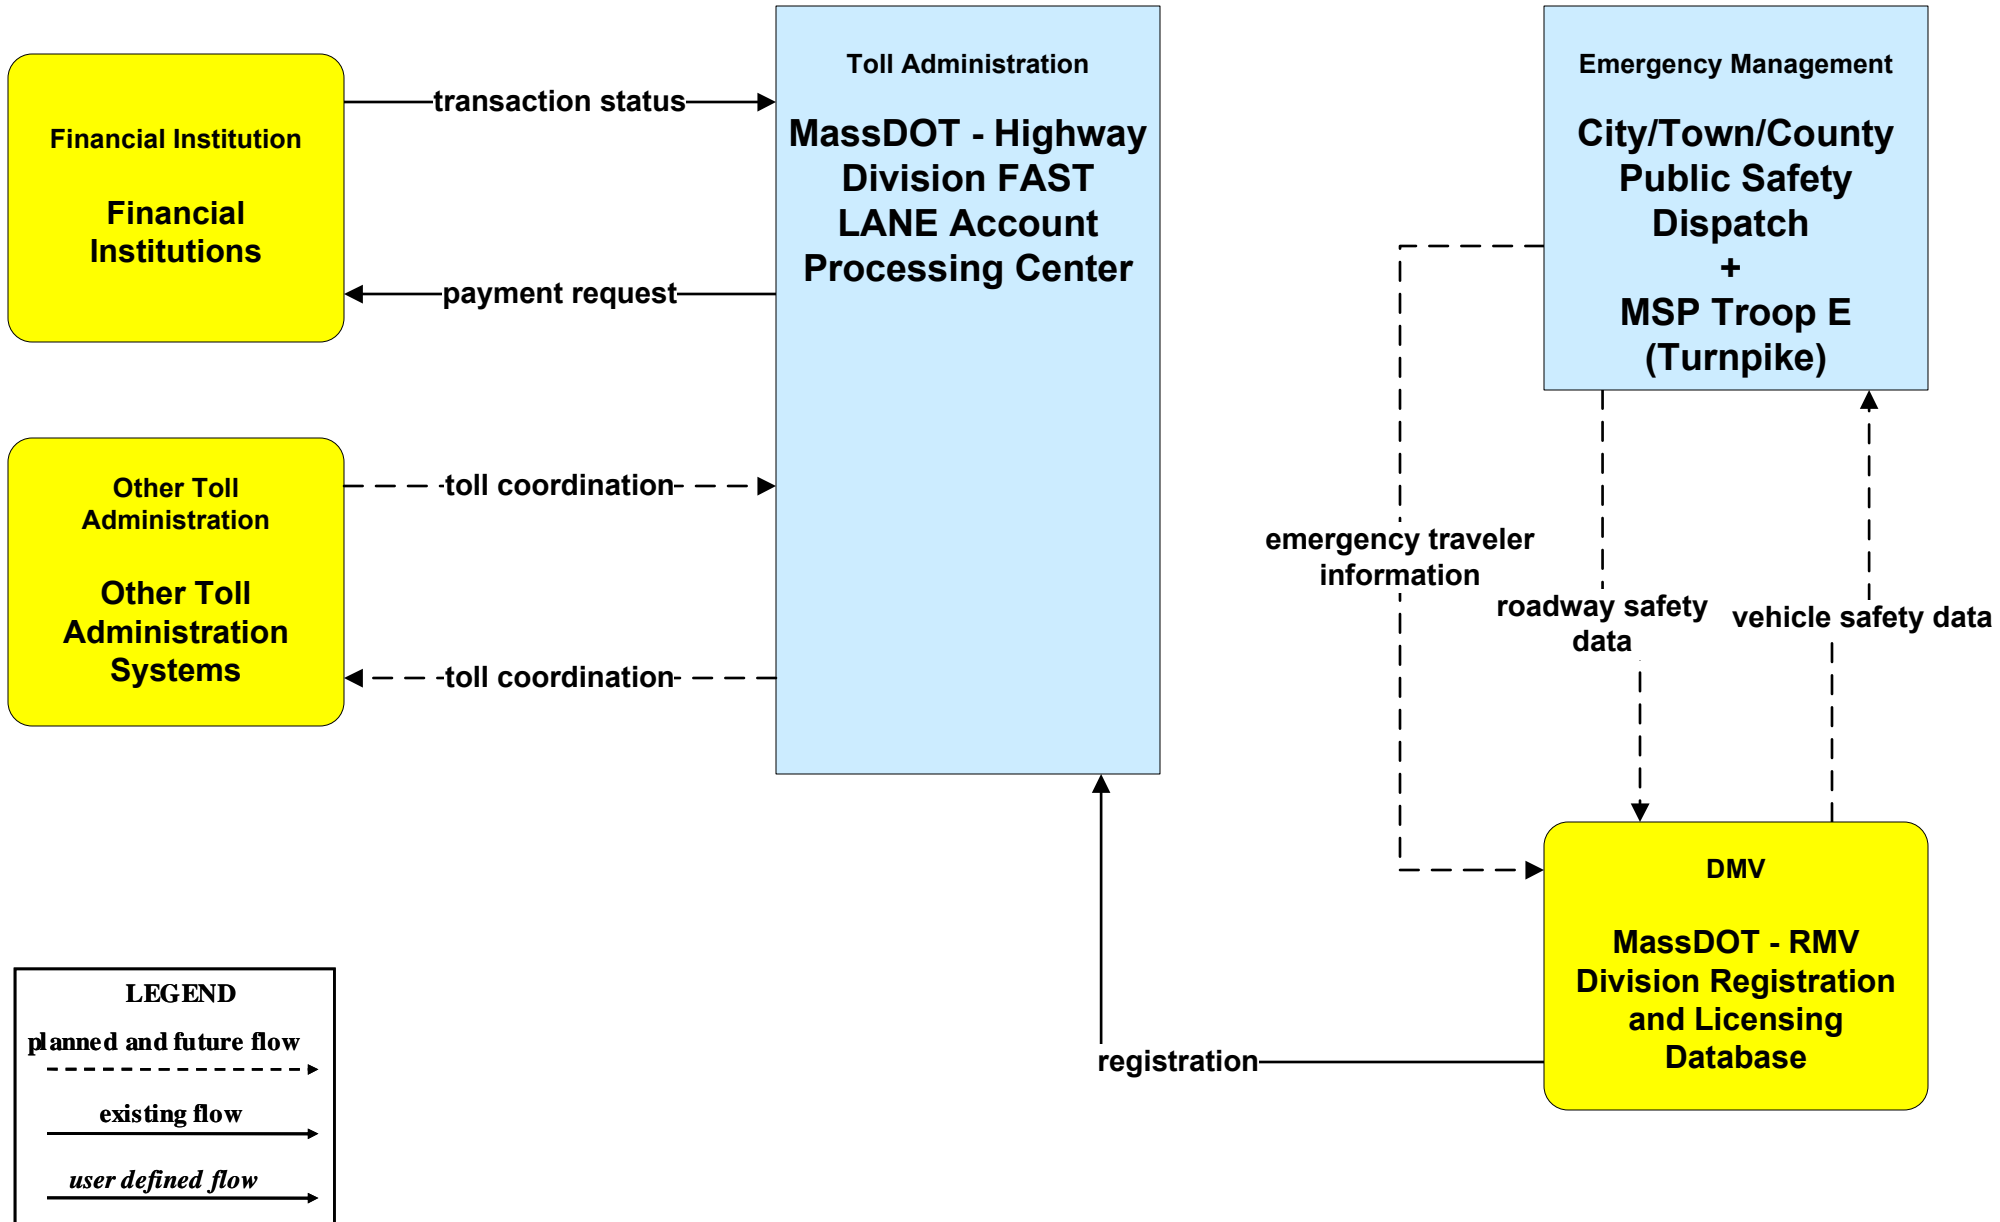 Financial Institution
Financial
Institutions
transaction status
payment request
Toll Administration
MassDOT - Highway
Division FAST
LANE Account
Processing Center
Emergency Management
City/Town/County
Public Safety
Dispatch
+
MSP Troop E
(Turnpike)
Other Toll
Administration
Other Toll
Administration
Systems
toll coordination
toll coordination
emergency traveler
information
roadway safety
data
vehicle safety data
DMV
MassDOT - RMV
Division Registration
and Licensing
Database
registration
LEGEND
planned and future flow
existing flow
user defined flow